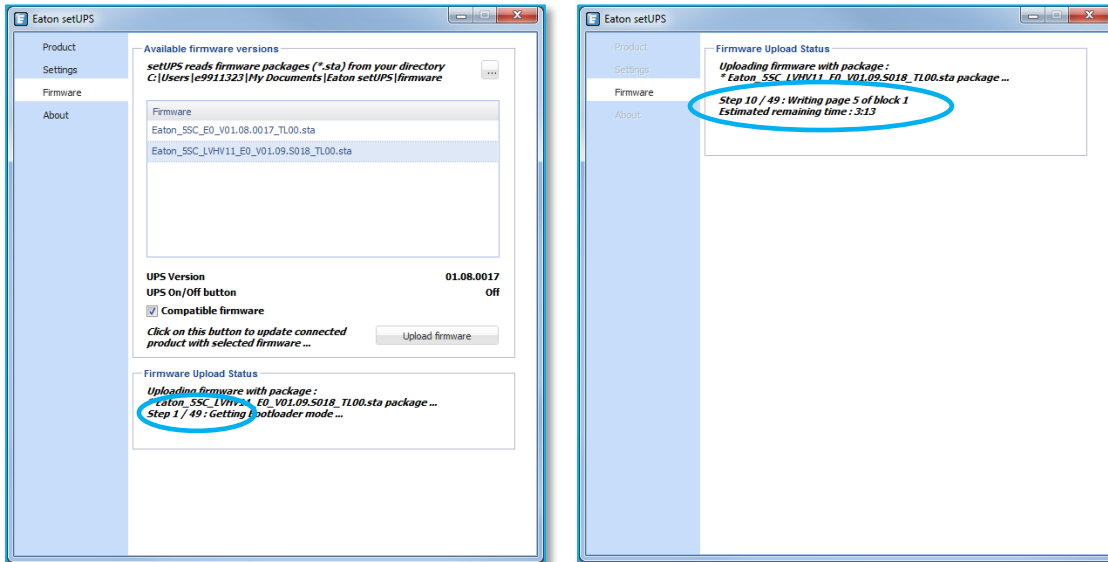 Eaton setUPS
Product
Settings
Firmware
About
Available firmware versions
setUPS reads firmware packages (*.sta) from your directory
C:\Users\e9911323\My Documents\Eaton setUPS\firmware
...
Firmware
Eaton_5SC_E0_V01.08.0017_TL00.sta
Eaton_5SC_LVHV11_E0_V01.09.S018_TL00.sta
UPS Version 01.08.0017
UPS On/Off button Off
Compatible firmware
Click on this button to update connected
product with selected firmware ...
Upload firmware
Firmware Upload Status
Uploading firmware with package :
* Eaton_5SC_LVHV11_E0_V01.09.S018_TL00.sta package ...
Step 1 / 49 : Getting bootloader mode ...
Eaton setUPS
Product
Settings
Firmware
About
Firmware Upload Status
Uploading firmware with package :
* Eaton_5SC_LVHV11_E0_V01.09.S018_TL00.sta package ...
Step 10 / 49 : Writing page 5 of block 1
Estimated remaining time : 3:13